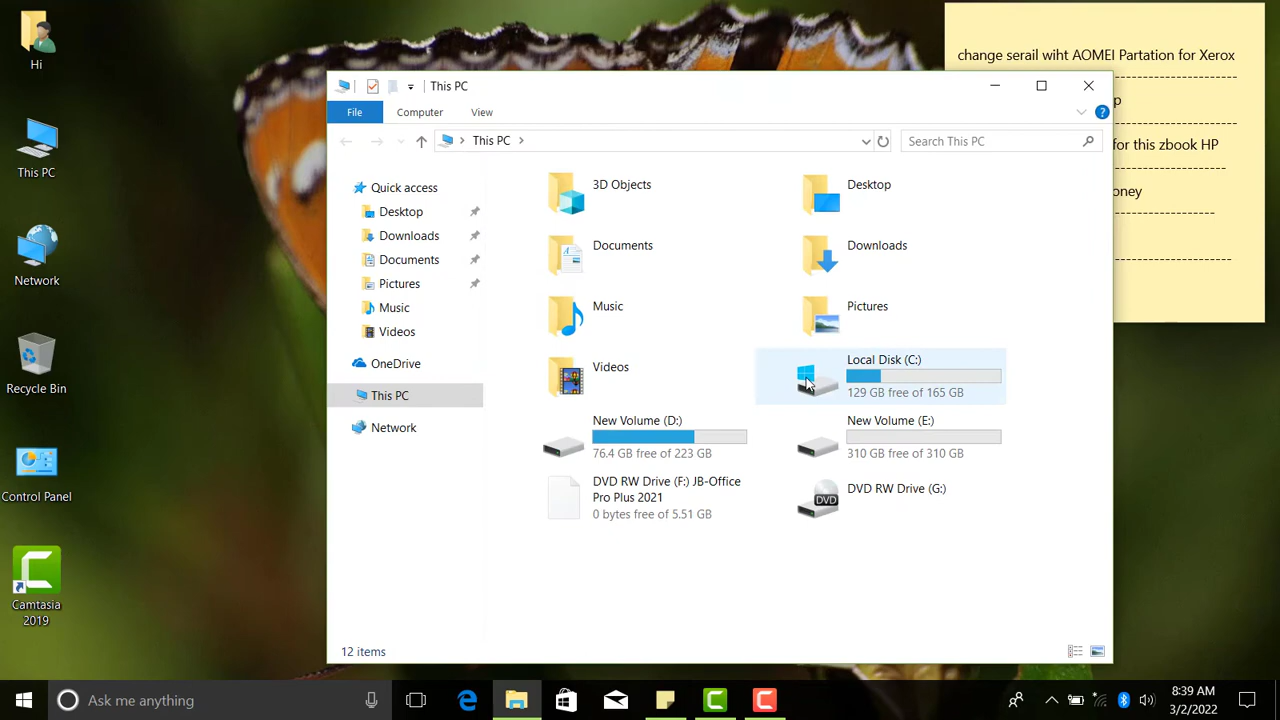 Hi
This PC
Network
Recycle Bin
Control Panel
Camtasia
2019
change serail wiht AOMEI Partation for Xerox
p
for this zbook HP
oney
This PC
File
Computer
View
This PC
Search This PC
Quick access
Desktop
Downloads
Documents
Pictures
Music
Videos
OneDrive
This PC
Network
3D Objects
Desktop
Documents
Downloads
Music
Pictures
Videos
Local Disk (C:)
129 GB free of 165 GB
New Volume (D:)
76.4 GB free of 223 GB
New Volume (E:)
310 GB free of 310 GB
DVD RW Drive (F:) JB-Office
Pro Plus 2021
0 bytes free of 5.51 GB
DVD
DVD RW Drive (G:)
12 items
Ask me anything
8:39 AM
3/2/2022